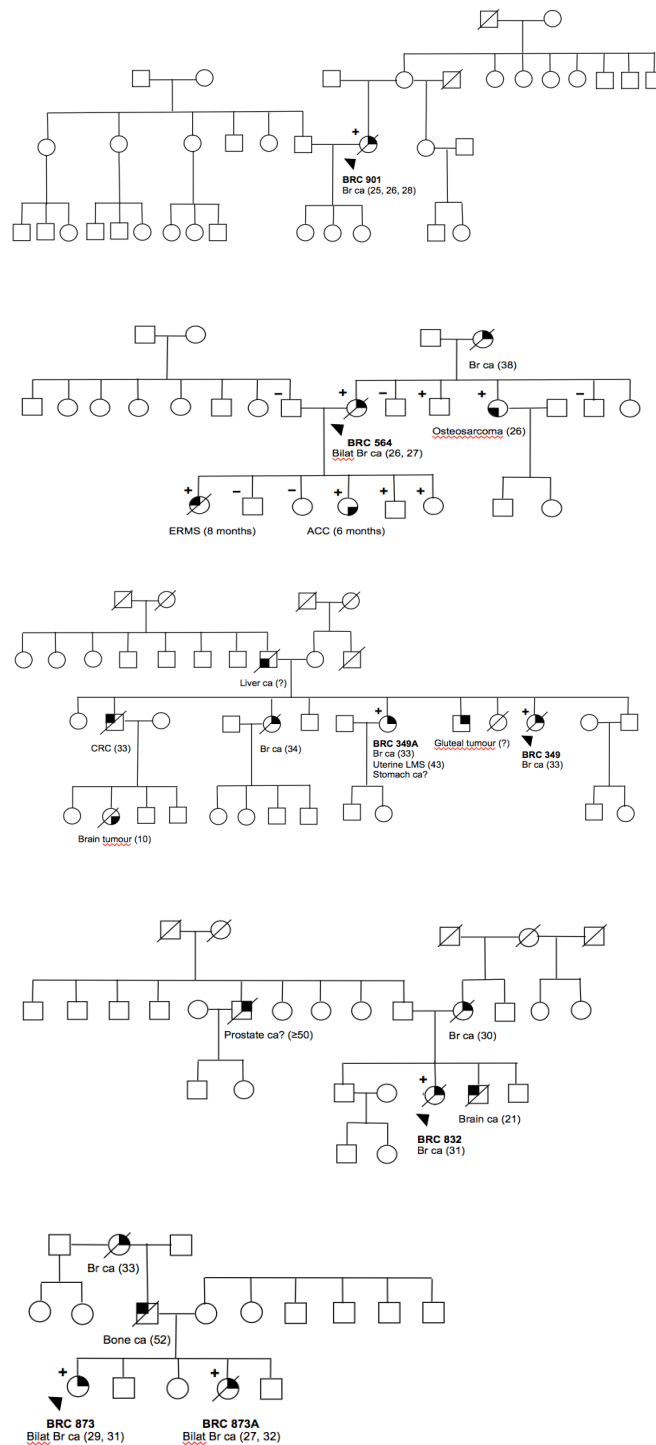 +
BRC 901
Br ca (25, 26, 28)
Br ca (38)
− + − + + −
BRC 564
Bilat Br ca (26, 27)
Osteosarcoma (26)
+ − − + + +
ERMS (8 months)
ACC (6 months)
Liver ca (?)
+ +
CRC (33)
Br ca (34)
BRC 349A
Br ca (33)
Uterine LMS (43)
Stomach ca?
Gluteal tumour (?)
BRC 349
Br ca (33)
Brain tumour (10)
Prostate ca? (≥50)
Br ca (30)
+
BRC 832
Br ca (31)
Brain ca (21)
Br ca (33)
Bone ca (52)
+ +
BRC 873
Bilat Br ca (29, 31)
BRC 873A
Bilat Br ca (27, 32)